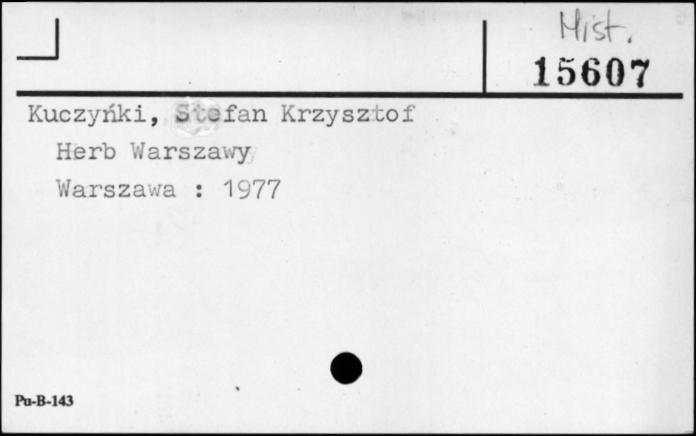 Hist.
15607
Kuczyńki, Stefan Krzysztof
Herb Warszawy
Warszawa : 1977
Pu-B-143